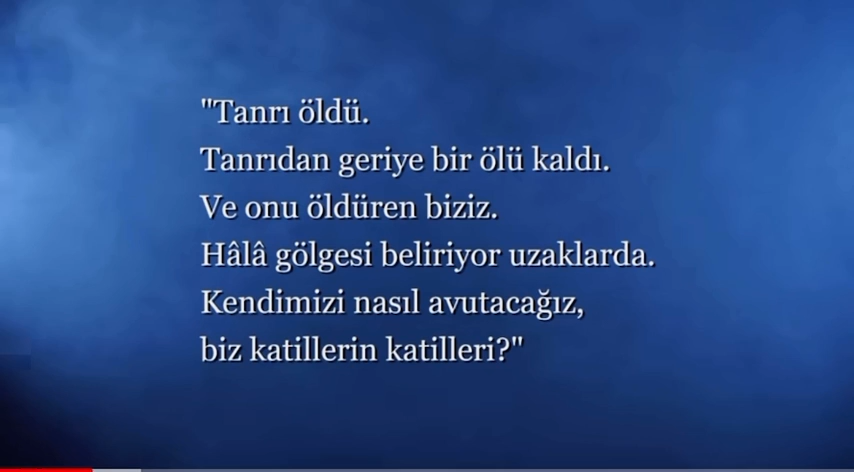 "Tanrı öldü.
Tanrıdan geriye bir ölü kaldı.
Ve onu öldüren biziz.
Hâlâ gölgesi beliriyor uzaklarda.
Kendimizi nasıl avutacağız,
biz katillerin katilleri?"